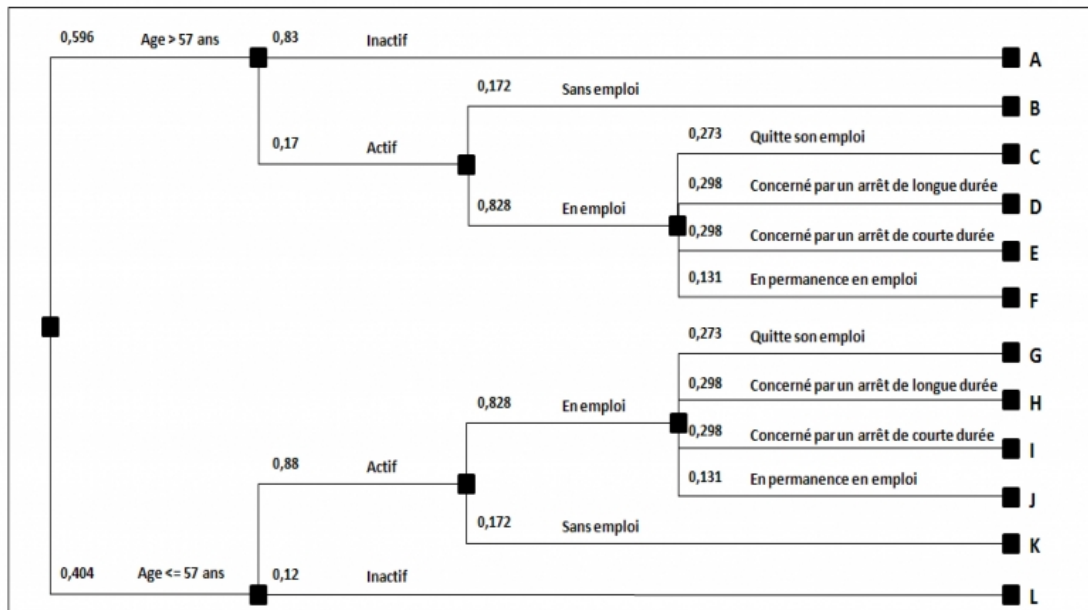 0,596 Age > 57 ans 0,83 Inactif A
0,172 Sans emploi B
0,17 Actif 0,273 Quitte son emploi C
0,298 Concerné par un arrêt de longue durée D
0,828 En emploi 0,298 Concerné par un arrêt de courte durée E
0,131 En permanence en emploi F
0,273 Quitte son emploi G
0,298 Concerné par un arrêt de longue durée H
0,828 En emploi 0,298 Concerné par un arrêt de courte durée I
0,88 Actif 0,131 En permanence en emploi J
0,172 Sans emploi K
0,404 Age <= 57 ans 0,12 Inactif L